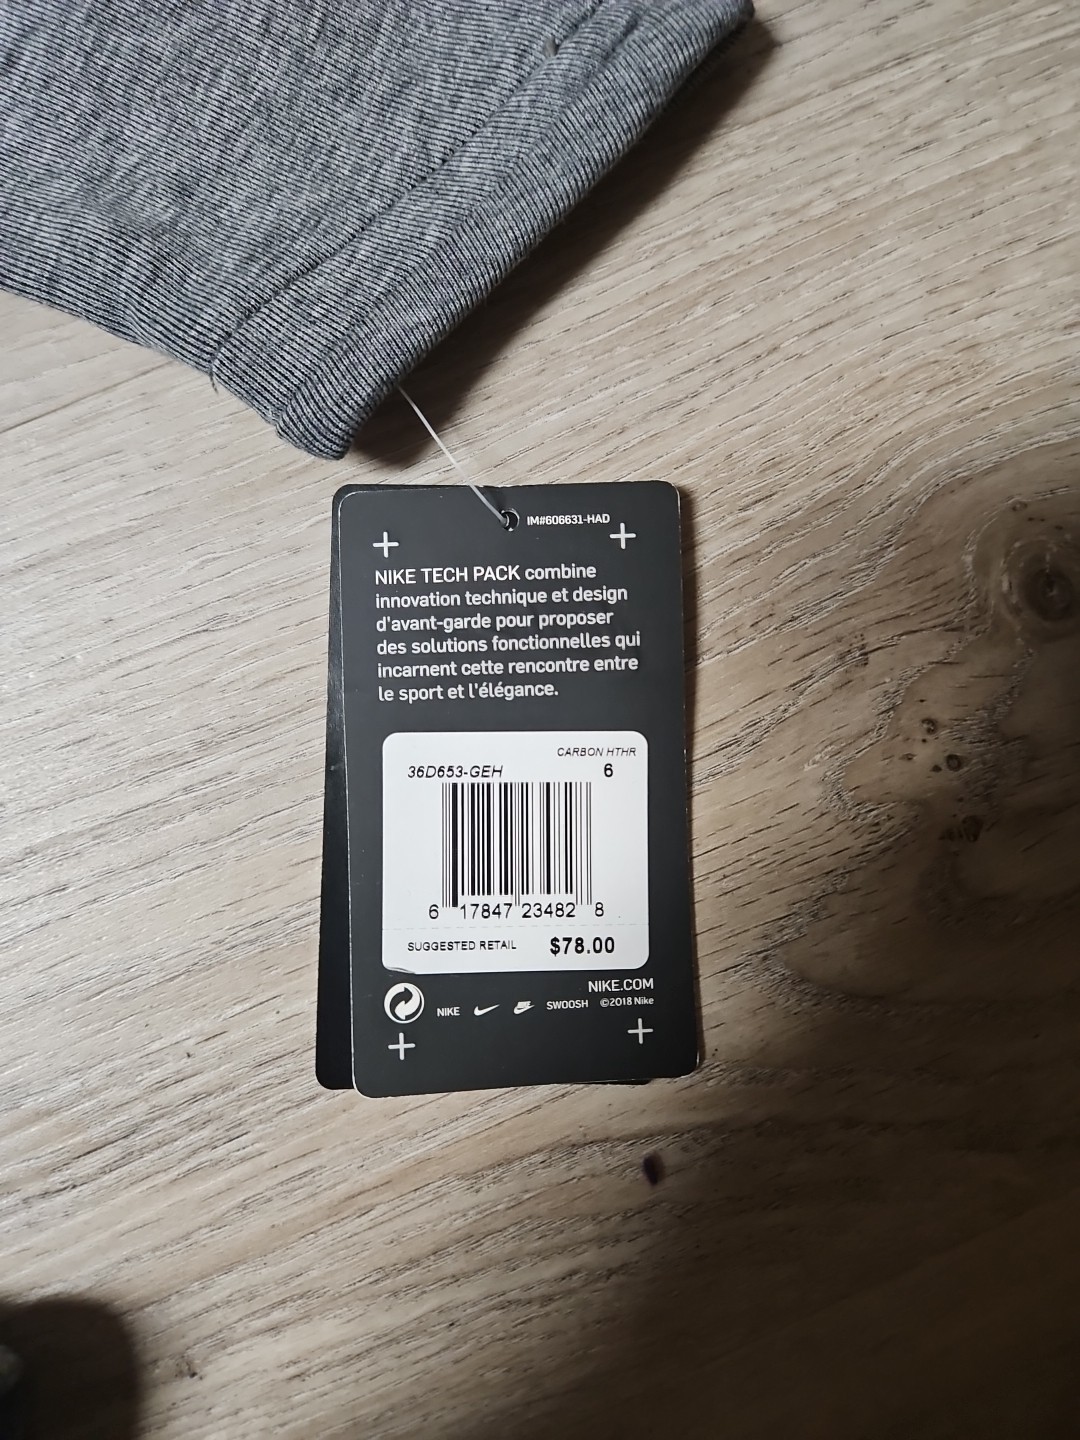 IM#606631-HAD
NIKE TECH PACK combine
innovation technique et design
d'avant-garde pour proposer
des solutions fonctionnelles qui
incarnent cette rencontre entre
le sport et l'élégance.
CARBON HTHR
36D653-GEH 6
6 17847 23482 8
SUGGESTED RETAIL $78.00
NIKE.COM
NIKE SWOOSH ©2018 Nike